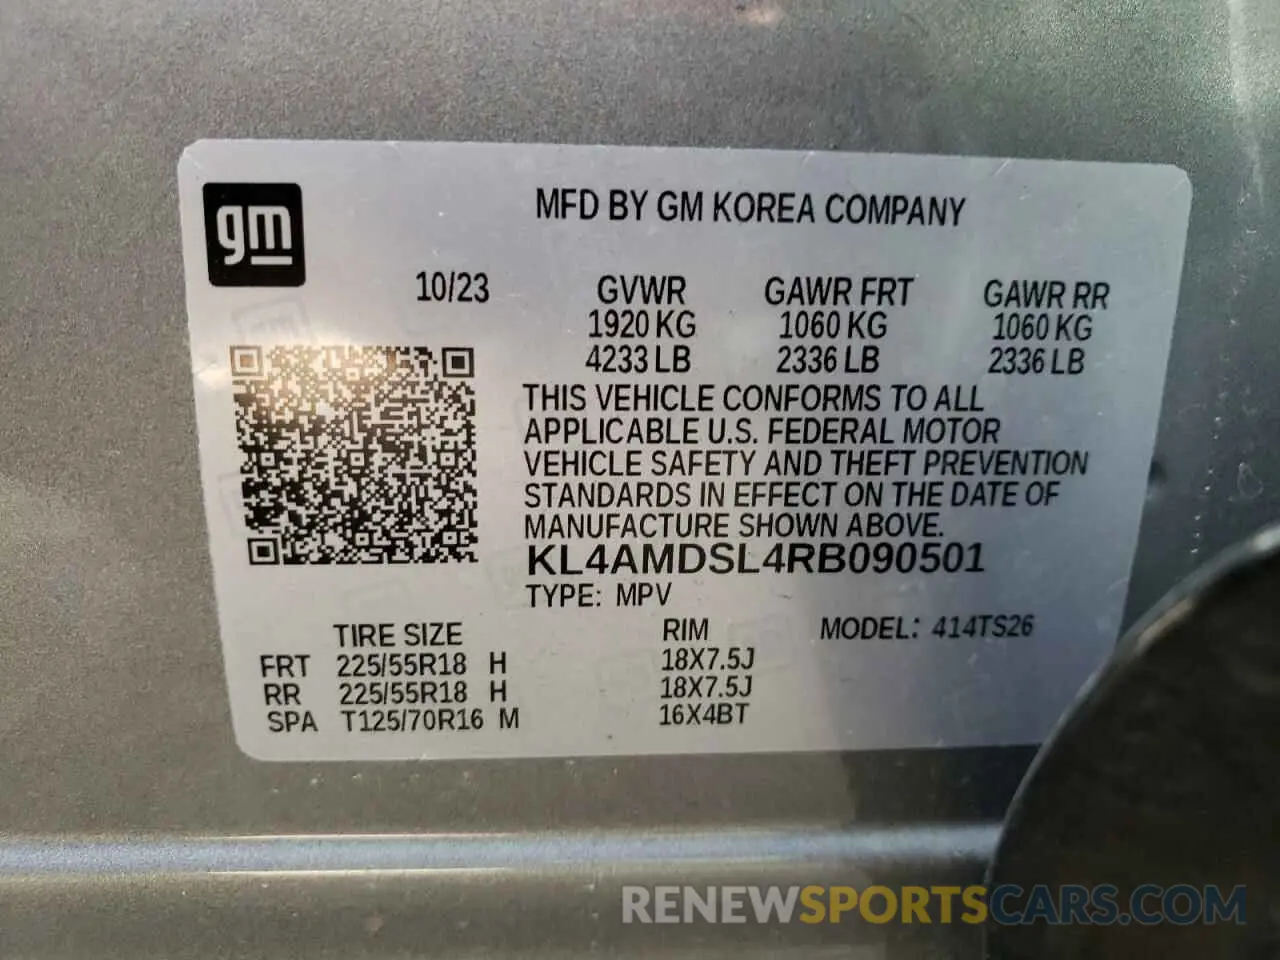 gm
MFD BY GM KOREA COMPANY
10/23 GVWR GAWR FRT GAWR RR
1920 KG 1060 KG 1060 KG
4233 LB 2336 LB 2336 LB
THIS VEHICLE CONFORMS TO ALL
APPLICABLE U.S. FEDERAL MOTOR
VEHICLE SAFETY AND THEFT PREVENTION
STANDARDS IN EFFECT ON THE DATE OF
MANUFACTURE SHOWN ABOVE.
KL4AMDSL4RB090501
TYPE: MPV
TIRE SIZE RIM MODEL: 414TS26
FRT 225/55R18 H 18X7.5J
RR 225/55R18 H 18X7.5J
SPA T125/70R16 M 16X4BT
RENEWSPORTSCARS.COM